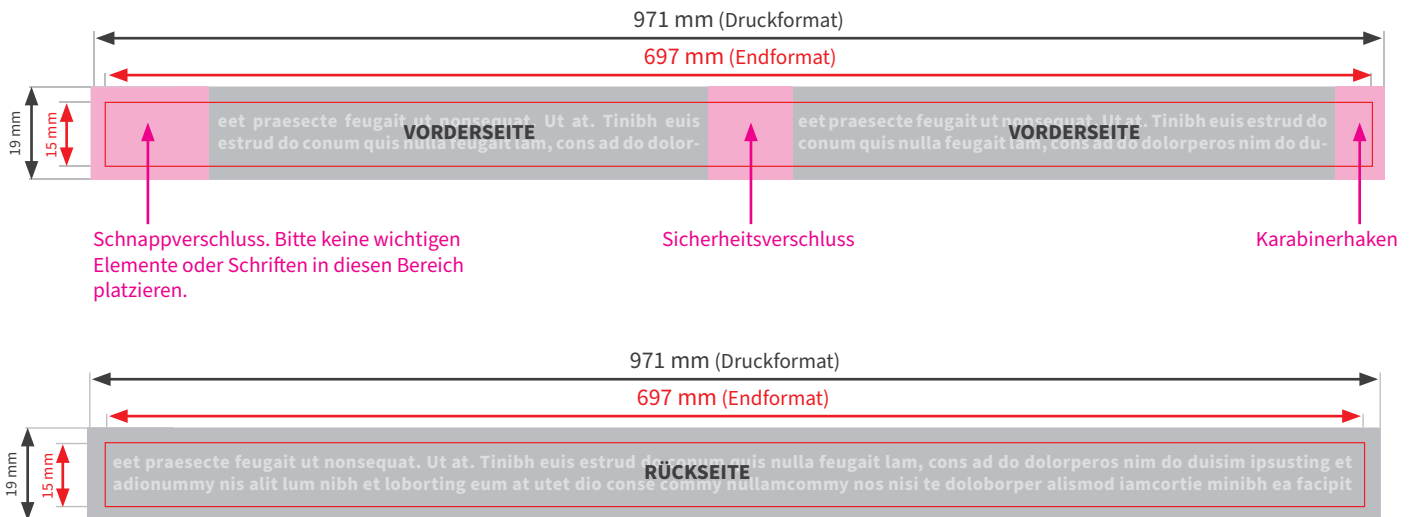 971 mm (Druckformat)
697 mm (Endformat)
19 mm
15 mm
eet praesecte feugait ut nonsequat. Ut at. Tinibh euis
estrud do conum quis nulla feugait lam, cons ad do dolor-
VORDERSEITE
eet praesecte feugait ut nonsequat. Ut at. Tinibh euis estrud do
conum quis nulla feugait lam, cons ad do dolorperos nim do du-
VORDERSEITE
Schnappverschluss. Bitte keine wichtigen
Elemente oder Schriften in diesen Bereich
platzieren.
Sicherheitsverschluss
Karabinerhaken
971 mm (Druckformat)
697 mm (Endformat)
19 mm
15 mm
eet praesecte feugait ut nonsequat. Ut at. Tinibh euis estrud do conum quis nulla feugait lam, cons ad do dolorperos nim do duisim ipsusting et
adionummy nis alit lum nibh et loborting eun at utet dio conse commy nullamcommy nos nisi te doloborper alismod iamcortie minibh ea facipit
RÜCKSEITE